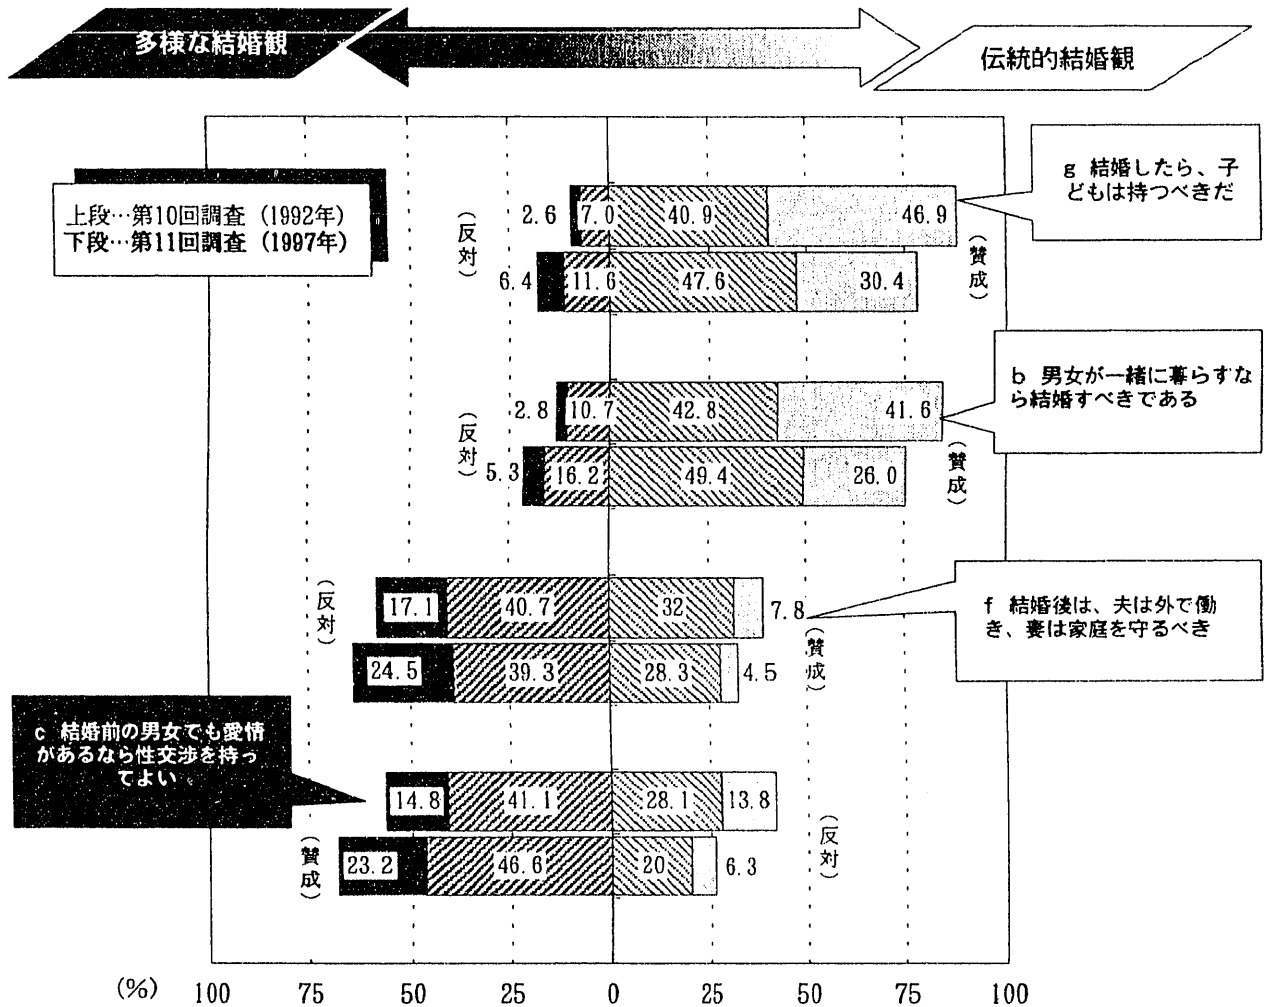 多様な結婚観
伝統的結婚観
上段…第10回調査 (1992年)
下段…第11回調査 (1997年)
g 結婚したら、子
どもは持つべきだ
(反対)
2.6
7.0
40.9
46.9
(賛成)
6.4
11.6
47.6
30.4
b 男女が一緒に暮らすな
ら結婚すべきである
(反対)
2.8
10.7
42.8
41.6
(賛成)
5.3
16.2
49.4
26.0
f 結婚後は、夫は外で働
き、妻は家庭を守るべき
(反対)
17.1
40.7
32
7.8
(賛成)
24.5
39.3
28.3
4.5
c 結婚前の男女でも愛情
があるなら性交渉を持っ
てよい
14.8
41.1
28.1
13.8
(反対)
(賛成)
23.2
46.6
20
6.3
(%) 100 75 50 25 0 25 50 75 100